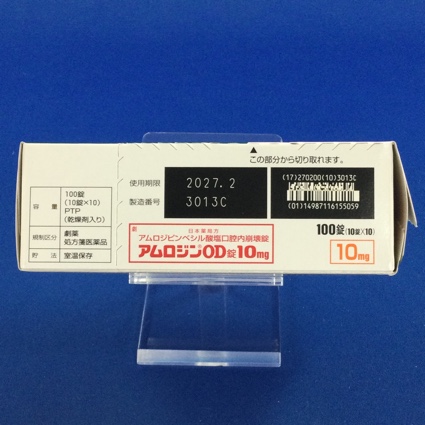 ▲
この部分から切り取れます。
使用期限 2027.2
製造番号 3013C
(17)270200(10)3013C
(01)14987116155059
容量 100錠
(10錠×10)
PTP
(乾燥剤入り)
規制区分 劇薬
処方箋医薬品
貯法 室温保存
劇 日本薬局方
アムロジピンベシル酸塩口腔内崩壊錠
アムロジン®OD錠10mg
100錠(10錠×10)
10mg